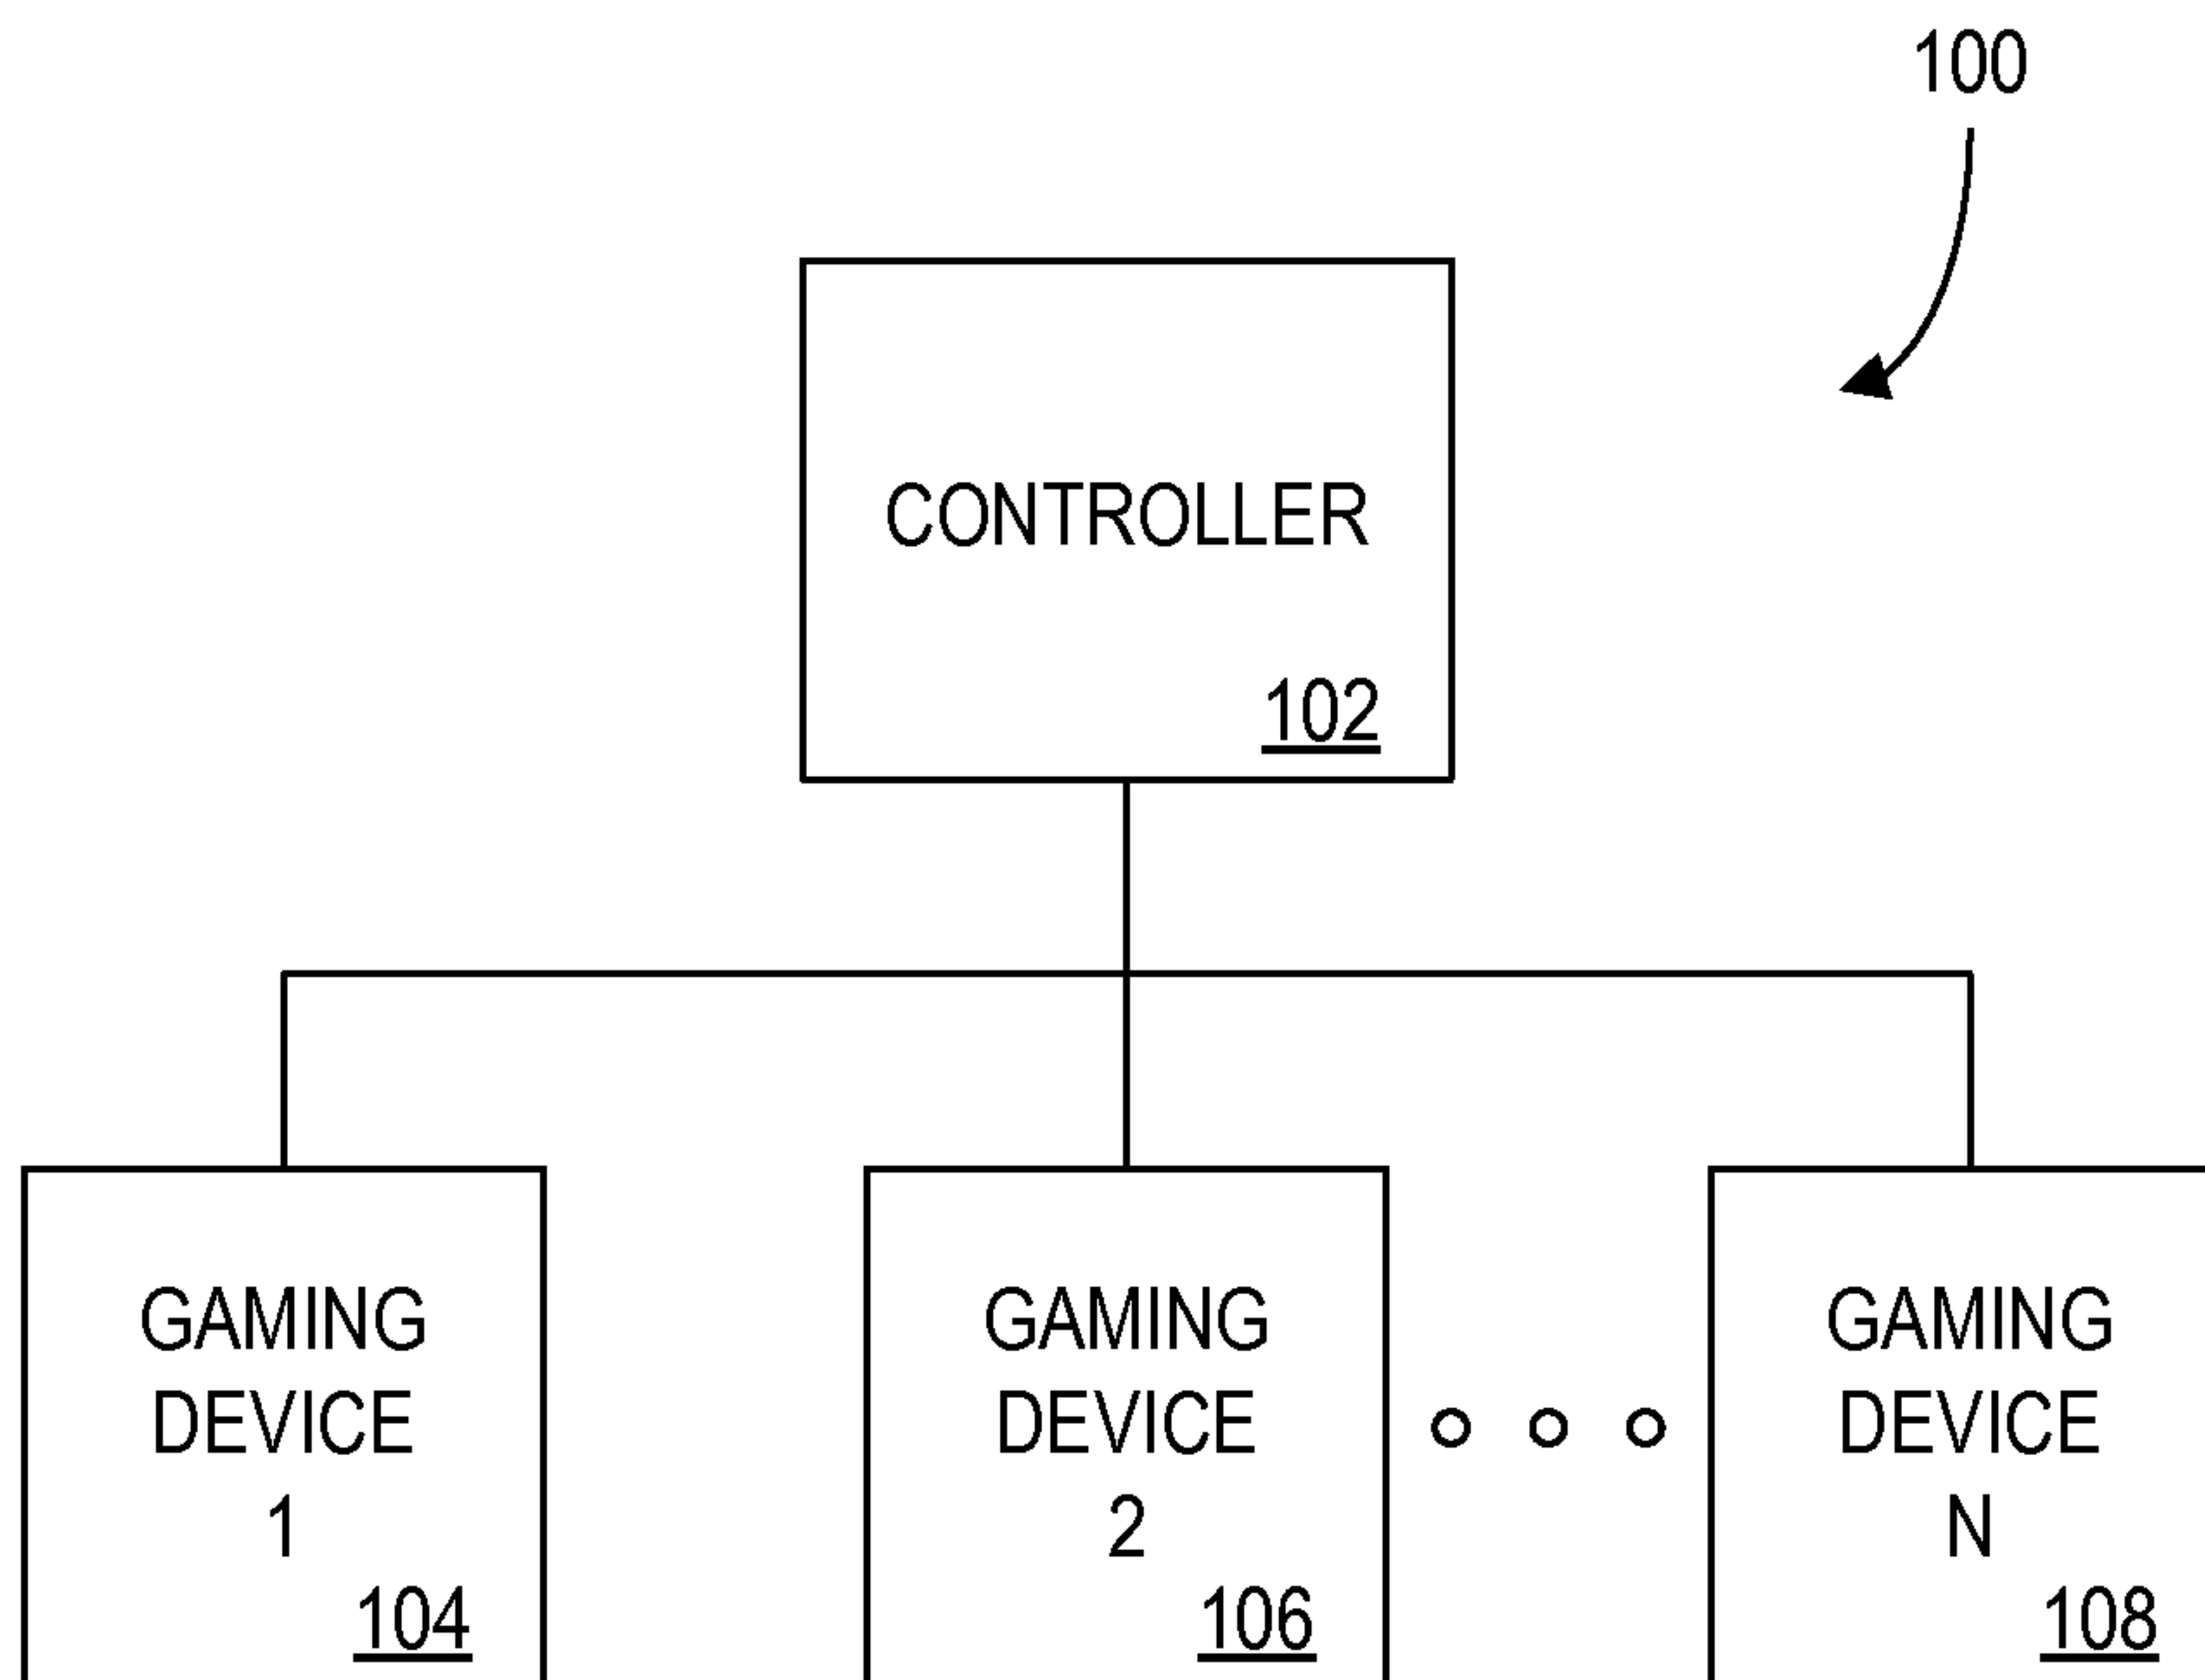 100
CONTROLLER
102
GAMING
DEVICE
1
104
GAMING
DEVICE
2
106
GAMING
DEVICE
N
108